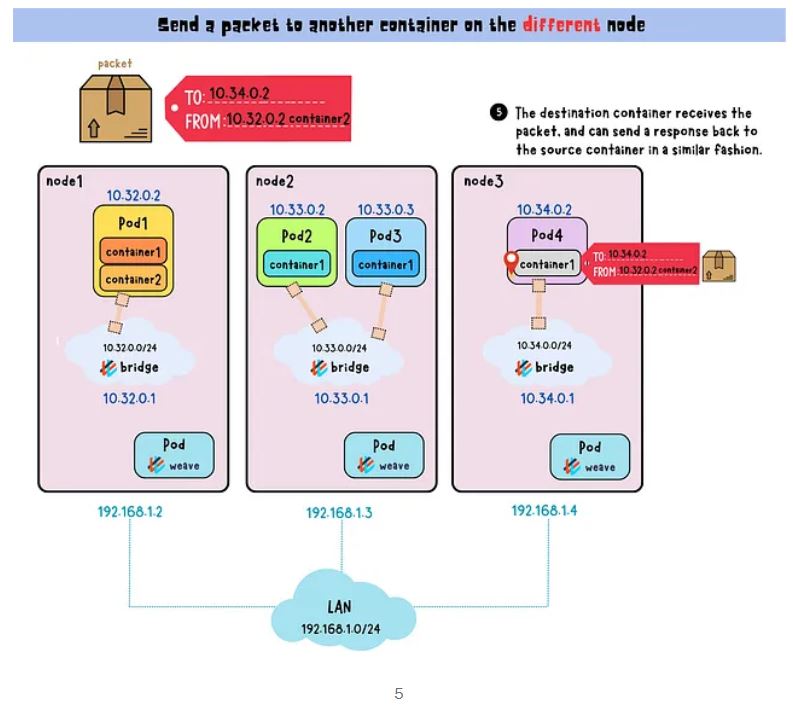 Send a packet to another container on the different node
packet
TO: 10.34.0.2
FROM:10.32.0.2 container2
5 The destination container receives the
packet, and can send a response back to
the source container in a similar fashion.
node1
10.32.0.2
Pod1
container1
container2
10.32.0.0/24
bridge
10.32.0.1
Pod
weave
192.168.1.2
node2
10.33.0.2 10.33.0.3
Pod2 Pod3
container1 container1
10.33.0.0/24
bridge
10.33.0.1
Pod
weave
192.168.1.3
node3
10.34.0.2
Pod4
container1
TO: 10.34.0.2
FROM:10.32.0.2 container2
10.34.0.0/24
bridge
10.34.0.1
Pod
weave
192.168.1.4
LAN
192.168.1.0/24
5